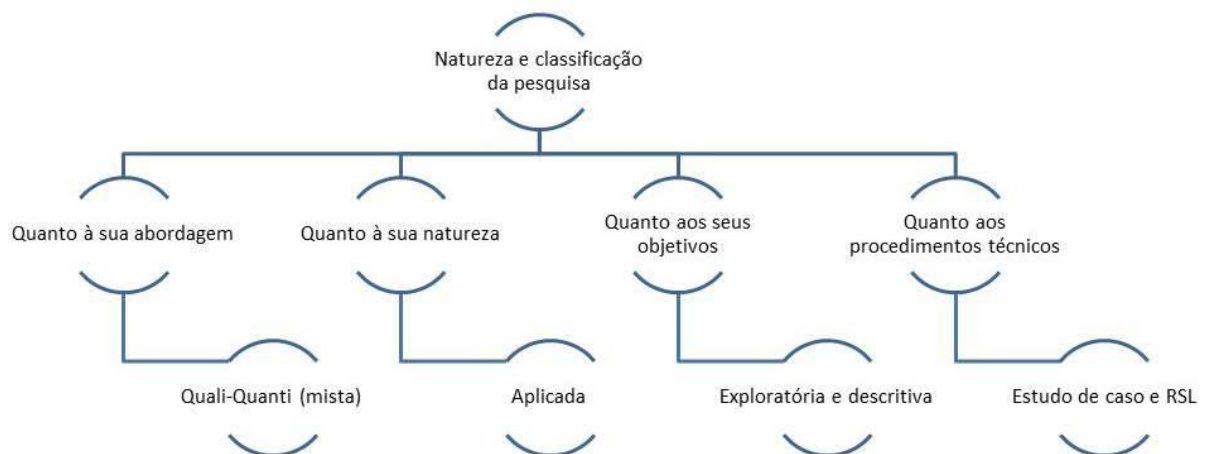 Natureza e classificação
da pesquisa
Quanto à sua abordagem
Quanto à sua natureza
Quanto aos seus
objetivos
Quanto aos
procedimentos técnicos
Quali-Quanti (mista)
Aplicada
Exploratória e descritiva
Estudo de caso e RSL